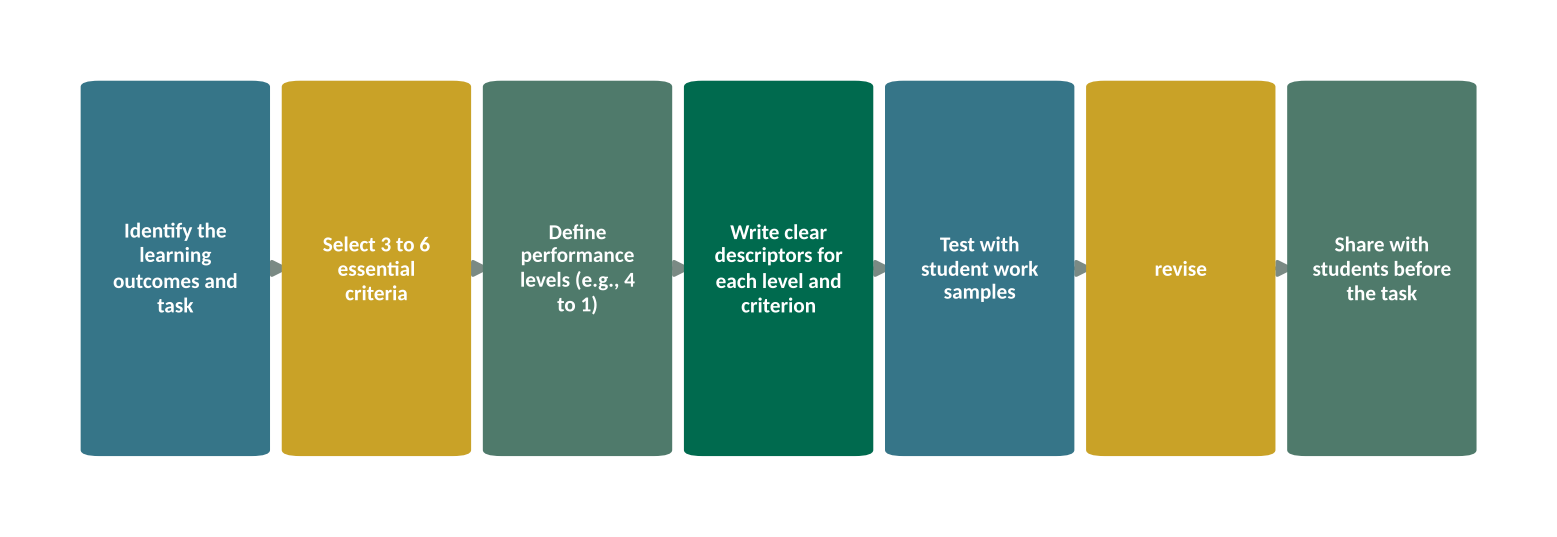 Identify the
learning
outcomes and
task
Select 3 to 6
essential
criteria
Define
performance
levels (e.g., 4
to 1)
Write clear
descriptors for
each level and
criterion
Test with
student work
samples
revise
Share with
students before
the task